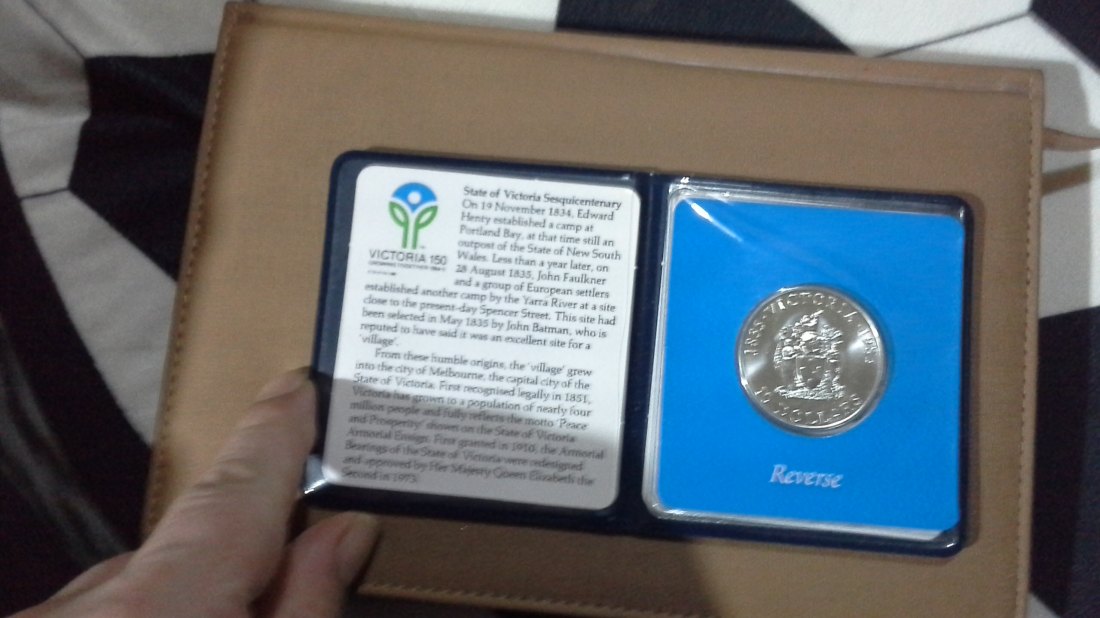 VICTORIA 150
State of Victoria Sesquicentenary
On 19 November 1834, Edward
Henty established a camp at
Portland Bay, at that time still an
outpost of the State of New South
Wales. Less than a year later, on
28 August 1835, John Faulkner
and a group of European settlers
established another camp by the Yarra River at a site
close to the present-day Spencer Street. This site had
been selected in May 1835 by John Batman, who is
reputed to have said it was an excellent site for a
'village'.
From these humble origins, the 'village' grew
into the city of Melbourne, the capital city of the
State of Victoria. First recognised legally in 1851,
Victoria has grown to a population of nearly four
million people and fully reflects the motto 'Peace
and Prosperity' shown on the State of Victoria
Armorial Ensign. First granted in 1910, the Armorial
Bearings of the State of Victoria were redesigned
and approved by Her Majesty Queen Elizabeth the
Second in 1973.
1835 · VICTORIA ·
10 DOLLARS
Reverse